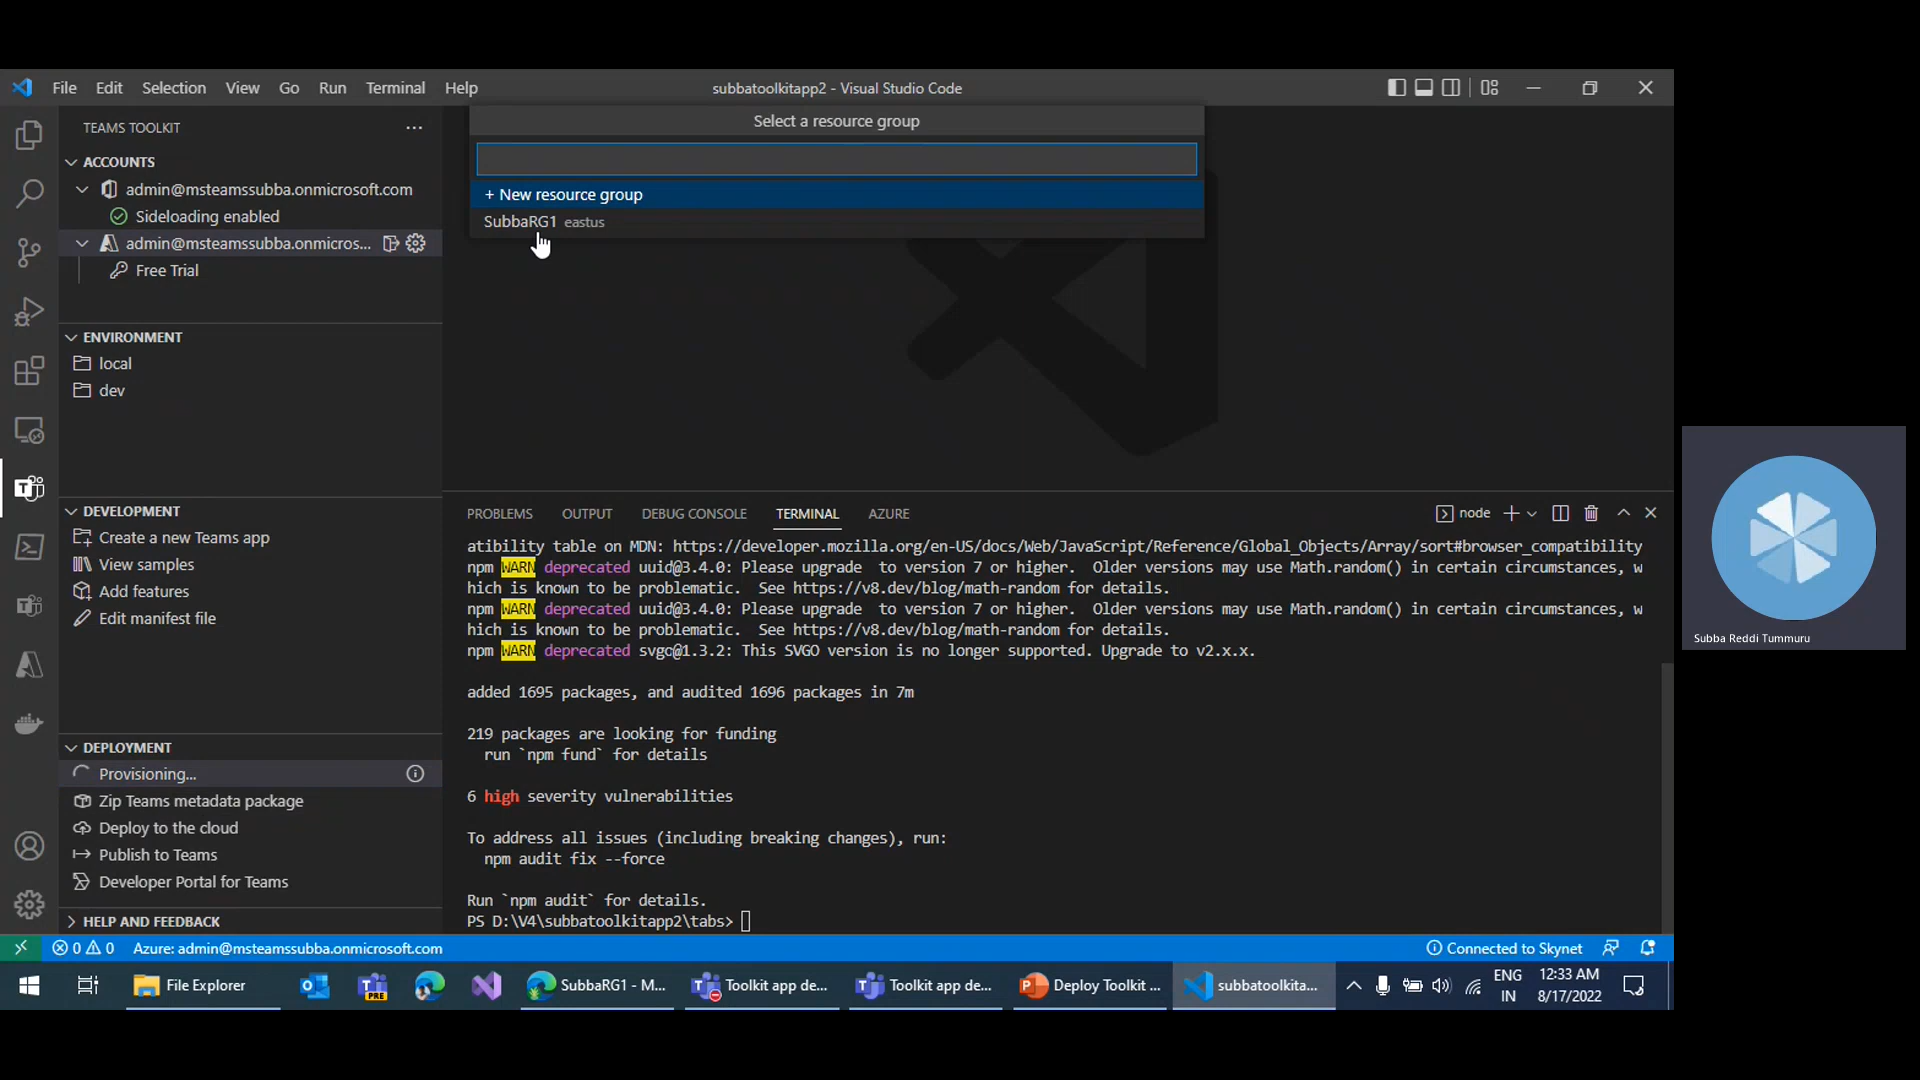 File Edit Selection View Go Run Terminal Help
subbatoolkitapp2 - Visual Studio Code
Select a resource group
+ New resource group
SubbaRG1 eastus
TEAMS TOOLKIT
ACCOUNTS
admin@msteamssubba.onmicrosoft.com
Sideloading enabled
admin@msteamssubba.onmicros...
Free Trial
ENVIRONMENT
local
dev
DEVELOPMENT
Create a new Teams app
View samples
Add features
Edit manifest file
DEPLOYMENT
Provisioning...
Zip Teams metadata package
Deploy to the cloud
Publish to Teams
Developer Portal for Teams
HELP AND FEEDBACK
PROBLEMS OUTPUT DEBUG CONSOLE TERMINAL AZURE
node
atibility table on MDN: https://developer.mozilla.org/en-US/docs/Web/JavaScript/Reference/Global_Objects/Array/sort#browser_compatibility
npm WARN deprecated uuid@3.4.0: Please upgrade  to version 7 or higher.  Older versions may use Math.random() in certain circumstances, w
hich is known to be problematic.  See https://v8.dev/blog/math-random for details.
npm WARN deprecated uuid@3.4.0: Please upgrade  to version 7 or higher.  Older versions may use Math.random() in certain circumstances, w
hich is known to be problematic.  See https://v8.dev/blog/math-random for details.
npm WARN deprecated svgo@1.3.2: This SVGO version is no longer supported. Upgrade to v2.x.x.
added 1695 packages, and audited 1696 packages in 7m
219 packages are looking for funding
run `npm fund` for details
6 high severity vulnerabilities
To address all issues (including breaking changes), run:
npm audit fix --force
Run `npm audit` for details.
PS D:\V4\subbatoolkitapp2\tabs>
Subba Reddi Tummuru
0 0 Azure: admin@msteamssubba.onmicrosoft.com
Connected to Skynet
File Explorer
PRE
SubbaRG1 - M...
Toolkit app de...
Toolkit app de...
Deploy Toolkit ...
subbatoolkita...
ENG
IN
12:33 AM
8/17/2022